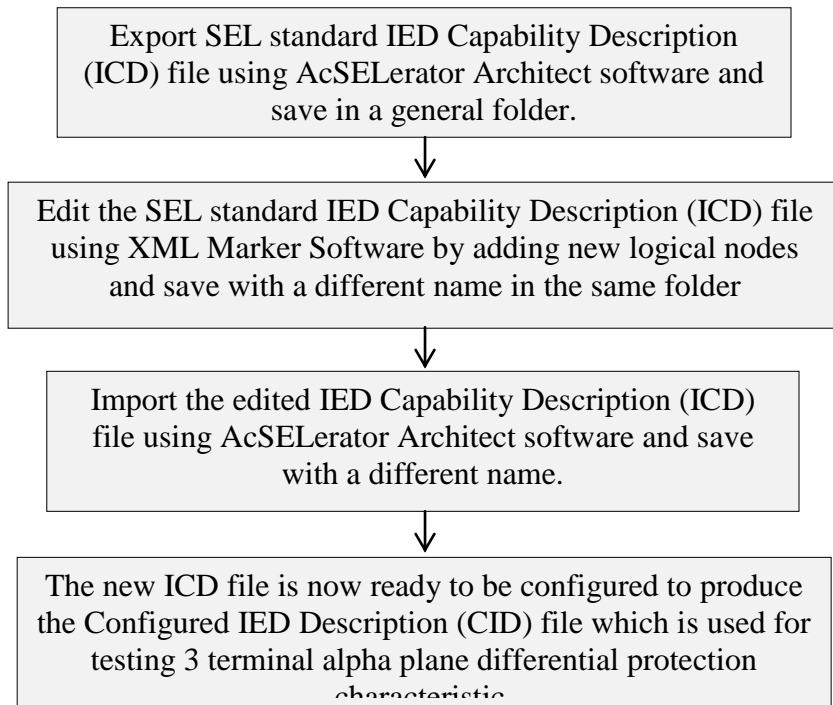 Export SEL standard IED Capability Description
(ICD) file using AcSELerator Architect software and
save in a general folder.
Edit the SEL standard IED Capability Description (ICD) file
using XML Marker Software by adding new logical nodes
and save with a different name in the same folder
Import the edited IED Capability Description (ICD)
file using AcSELerator Architect software and save
with a different name.
The new ICD file is now ready to be configured to produce
the Configured IED Description (CID) file which is used for
testing 3 terminal alpha plane differential protection
characteristic